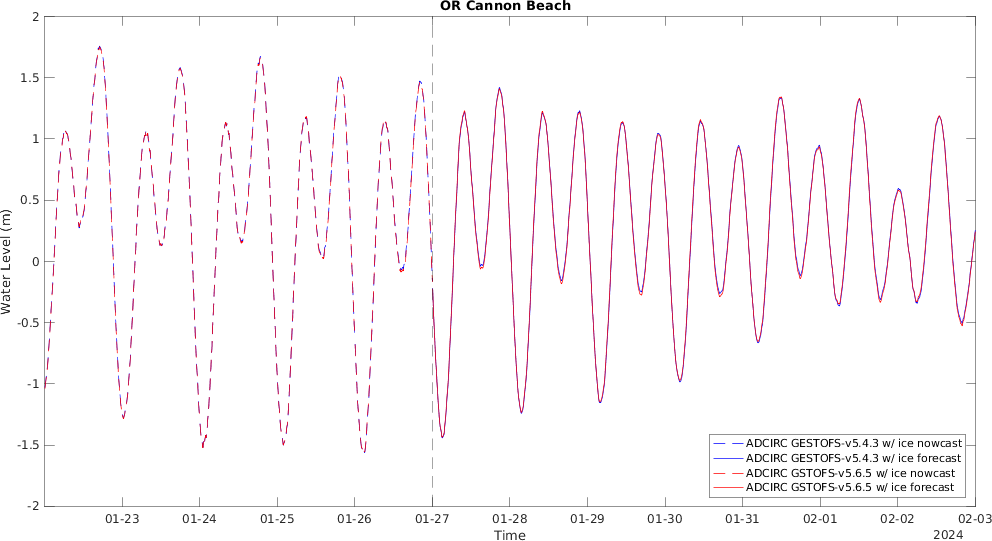 OR Cannon Beach
2
1.5
1
0.5
0
-0.5
-1
-1.5
-2
Water Level (m)
01-23 01-24 01-25 01-26 01-27 01-28 01-29 01-30 01-31 02-01 02-02 02-03
Time
2024
ADCIRC GESTOFS-v5.4.3 w/ ice nowcast
ADCIRC GESTOFS-v5.4.3 w/ ice forecast
ADCIRC GSTOFS-v5.6.5 w/ ice nowcast
ADCIRC GSTOFS-v5.6.5 w/ ice forecast